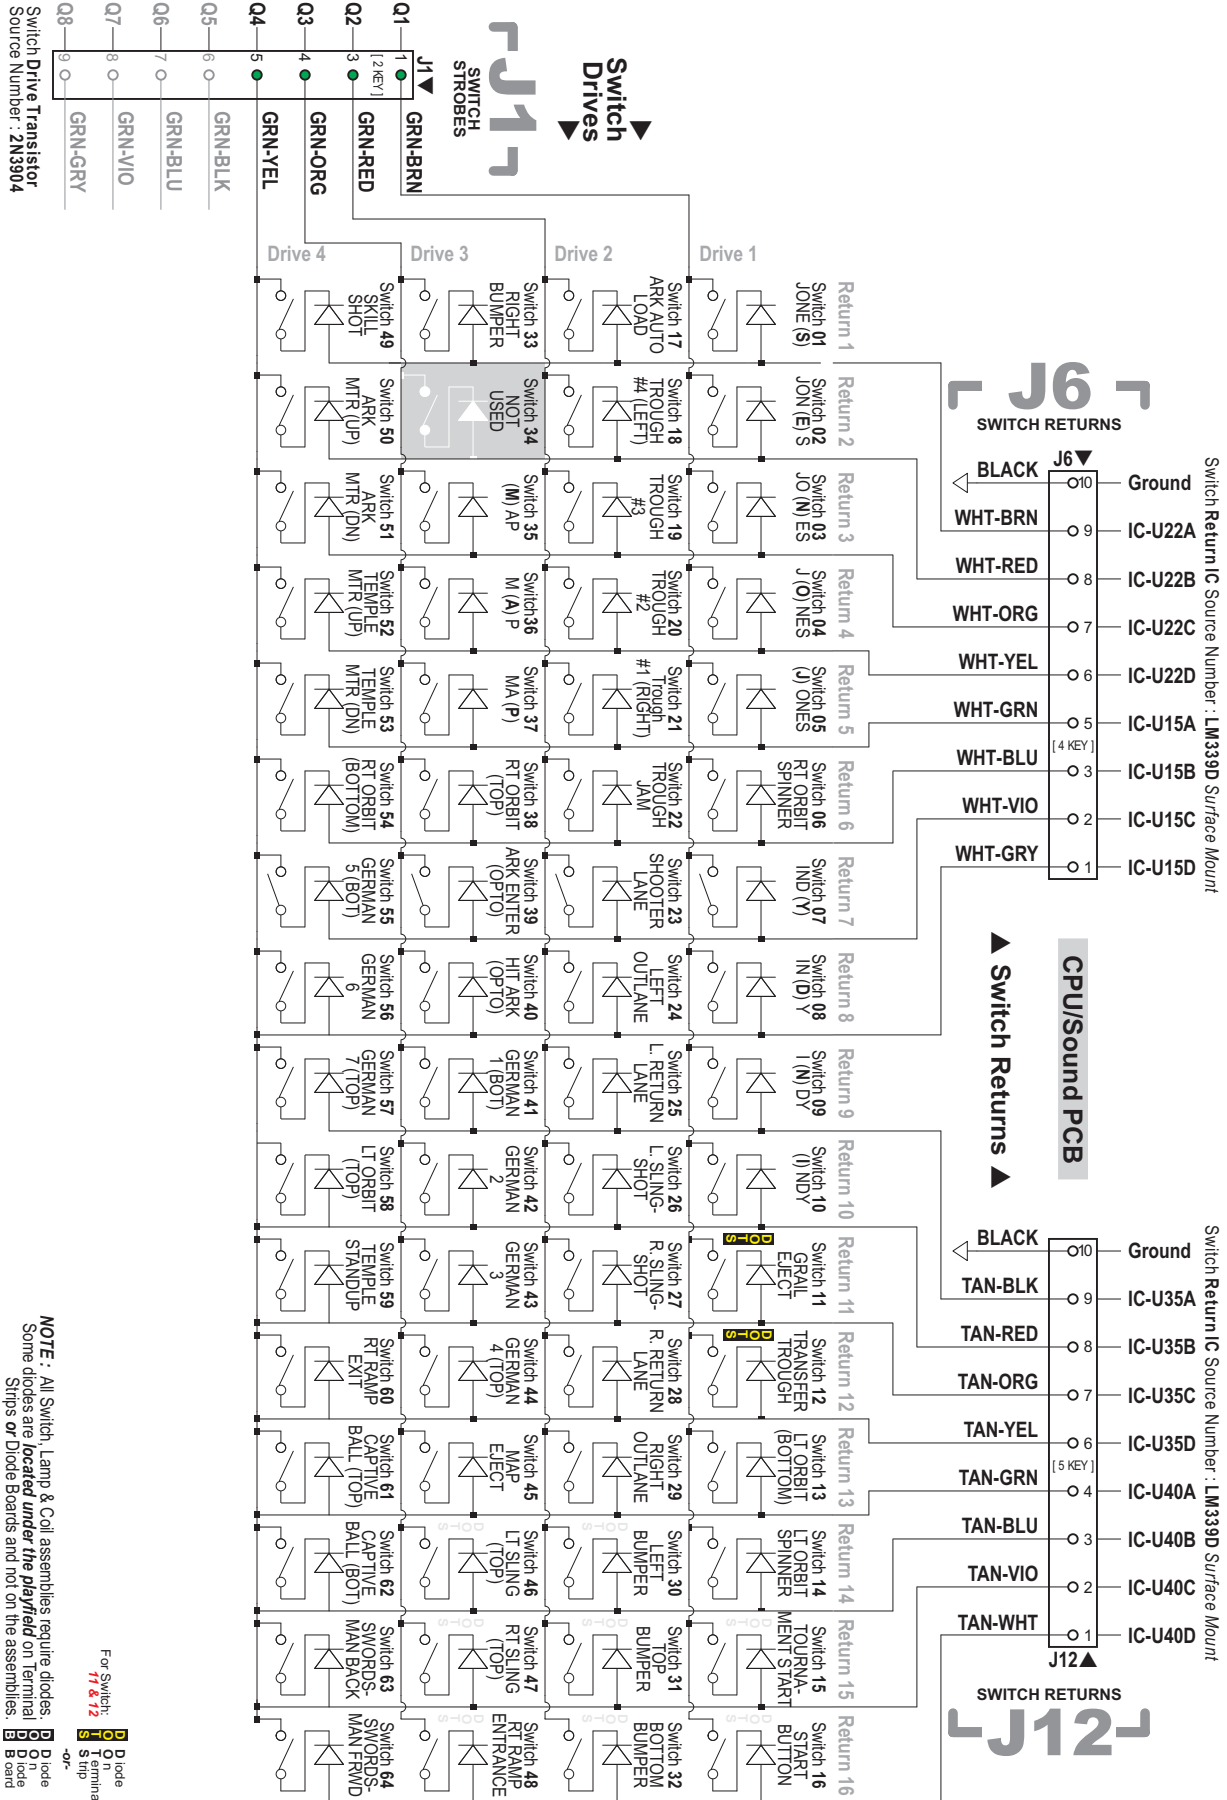 Switch
Drives
J1
SWITCH
STROBES
J1
Q1
Q2
Q3
Q4
Q5
Q6
Q7
Q8
1
[ 2 KEY ]
3
4
5
6
7
8
9
GRN-BRN
GRN-RED
GRN-ORG
GRN-YEL
GRN-BLK
GRN-BLU
GRN-VIO
GRN-GRY
Switch Drive Transistor
Source Number : 2N3904
Drive 1
Drive 2
Drive 3
Drive 4
Return 1
Switch 01
JONE (S)
Switch 17
ARK AUTO
LOAD
Switch 33
RIGHT
BUMPER
Switch 49
SKILL
SHOT
Return 2
Switch 02
JON (E) S
Switch 18
TROUGH
#4 (LEFT)
Switch 34
NOT
USED
Switch 50
ARK
MTR (UP)
Return 3
Switch 03
JO (N) ES
Switch 19
TROUGH
#3
Switch 35
(M) AP
Switch 51
ARK
MTR (DN)
Return 4
Switch 04
J (O) NES
Switch 20
TROUGH
#2
Switch36
M (A) P
Switch 52
TEMPLE
MTR (UP)
Return 5
Switch 05
(J) ONES
Switch 21
Trough
#1 (RIGHT)
Switch 37
MA (P)
Switch 53
TEMPLE
MTR (DN)
Return 6
Switch 06
RT ORBIT
SPINNER
Switch 22
TROUGH
JAM
Switch 38
RT ORBIT
(TOP)
Switch 54
RT ORBIT
(BOTTOM)
Return 7
Switch 07
IND (Y)
Switch 23
SHOOTER
LANE
Switch 39
ARK ENTER
(OPTO)
Switch 55
GERMAN
5 (BOT)
Return 8
Switch 08
IN (D) Y
Switch 24
LEFT
OUTLANE
Switch 40
HIT ARK
(OPTO)
Switch 56
GERMAN
6
Return 9
Switch 09
I (N) DY
Switch 25
L. RETURN
LANE
Switch 41
GERMAN
1 (BOT)
Switch 57
GERMAN
7 (TOP)
Return 10
Switch 10
(I) NDY
Switch 26
L. SLING-
SHOT
Switch 42
GERMAN
2
Switch 58
LT ORBIT
(TOP)
Return 11
Switch 11
GRAIL
EJECT
DOTS
Switch 27
R. SLING-
SHOT
Switch 43
GERMAN
3
Switch 59
TEMPLE
STANDUP
Return 12
Switch 12
TRANSFER
TROUGH
DOTS
Switch 28
R. RETURN
LANE
Switch 44
GERMAN
4 (TOP)
Switch 60
RT RAMP
EXIT
Return 13
Switch 13
LT ORBIT
(BOTTOM)
Switch 29
RIGHT
OUTLANE
Switch 45
MAP
EJECT
Switch 61
CAPTIVE
BALL (TOP)
Return 14
Switch 14
LT ORBIT
SPINNER
Switch 30
LEFT
BUMPER
DOTS
Switch 46
LT SLING
(TOP)
DOTS
Switch 62
CAPTIVE
BALL (BOT)
Return 15
Switch 15
TOURNA-
MENT START
DOTS
Switch 31
TOP
BUMPER
DOTS
Switch 47
RT SLING
(TOP)
DOTS
Switch 63
SWORDS-
MAN BACK
Return 16
Switch 16
START
BUTTON
Switch 32
BOTTOM
BUMPER
DOTS
Switch 48
RT RAMP
ENTRANCE
Switch 64
SWORDS-
MAN FRWD
J6
SWITCH RETURNS
J6
BLACK 10 Ground
WHT-BRN 9 IC-U22A
WHT-RED 8 IC-U22B
WHT-ORG 7 IC-U22C
WHT-YEL 6 IC-U22D
WHT-GRN 5 IC-U15A
[ 4 KEY ]
WHT-BLU 3 IC-U15B
WHT-VIO 2 IC-U15C
WHT-GRY 1 IC-U15D
Switch Return IC Source Number : LM339D Surface Mount
CPU/Sound PCB
Switch Returns
BLACK 10 Ground
TAN-BLK 9 IC-U35A
TAN-RED 8 IC-U35B
TAN-ORG 7 IC-U35C
TAN-YEL 6 IC-U35D
[ 5 KEY ]
TAN-GRN 4 IC-U40A
TAN-BLU 3 IC-U40B
TAN-VIO 2 IC-U40C
TAN-WHT 1 IC-U40D
J12
SWITCH RETURNS
J12
Switch Return IC Source Number : LM339D Surface Mount
NOTE : All Switch, Lamp & Coil assemblies require diodes.
Some diodes are located under the playfield on Terminal
Strips or Diode Boards and not on the assemblies.
For Switch:
11 & 12
D Diode
O On
T Termina
S Strip
-or-
D Diode
O On
D Diode
B Board